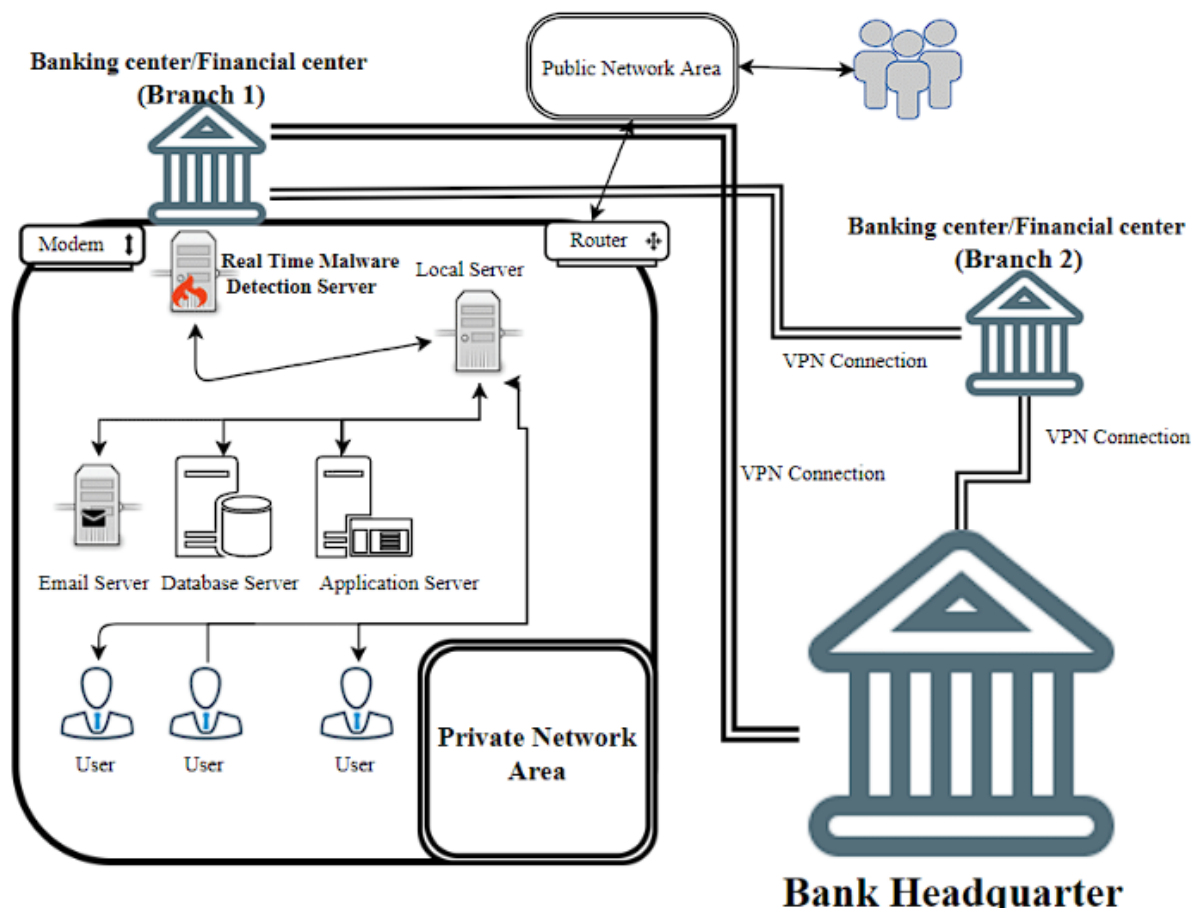 Banking center/Financial center
(Branch 1)
Public Network Area
Modem
Router
Real Time Malware
Detection Server
Local Server
Banking center/Financial center
(Branch 2)
VPN Connection
VPN Connection
VPN Connection
Email Server
Database Server
Application Server
User
User
User
Private Network
Area
Bank Headquarter